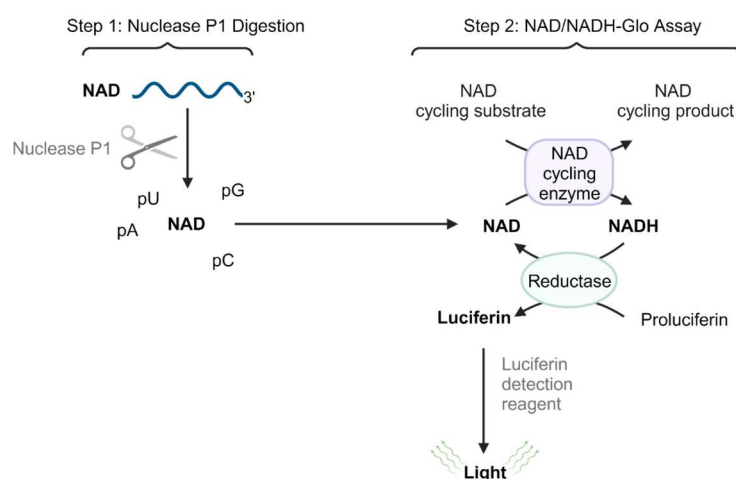 Step 1: Nuclease P1 Digestion
Step 2: NAD/NADH-Glo Assay
NAD
3'
Nuclease P1
pU
pG
pA
NAD
pC
NAD
cycling substrate
NAD
cycling product
NAD
cycling
enzyme
NAD
NADH
Reductase
Luciferin
Proluciferin
Luciferin
detection
reagent
Light